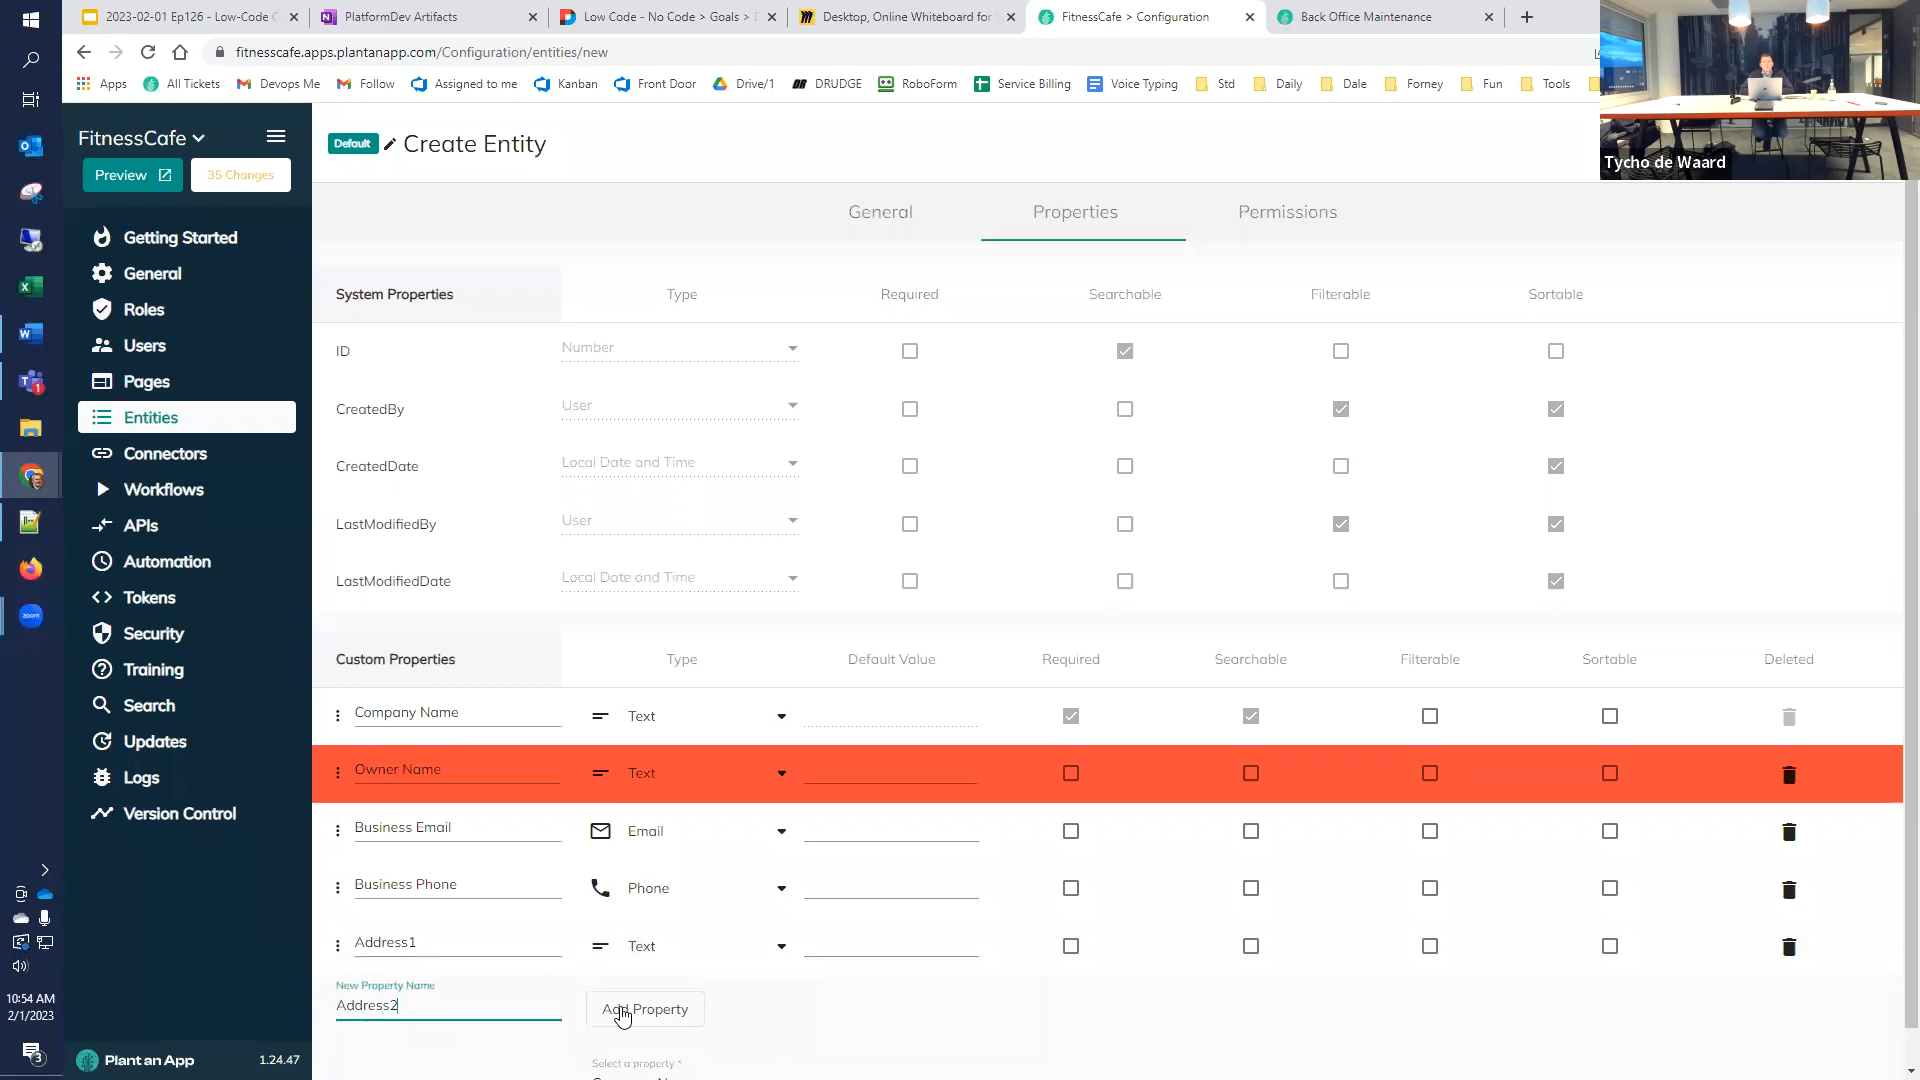 2023-02-01 Ep126 - Low-Code
PlatformDev Artifacts
Low Code - No Code > Goals >
Desktop, Online Whiteboard for
FitnessCafe > Configuration
Back Office Maintenance
fitnesscafe.apps.plantanapp.com/Configuration/entities/new
Apps
All Tickets
Devops Me
Follow
Assigned to me
Kanban
Front Door
Drive/1
DRUDGE
RoboForm
Service Billing
Voice Typing
Std
Daily
Dale
Forney
Fun
Tools
Tycho de Waard
FitnessCafe
Preview
35 Changes
Getting Started
General
Roles
Users
Pages
Entities
Connectors
Workflows
APIs
Automation
Tokens
Security
Training
Search
Updates
Logs
Version Control
Plant an App
1.24.47
Default
Create Entity
General
Properties
Permissions
System Properties
Type
Required
Searchable
Filterable
Sortable
ID
Number
CreatedBy
User
CreatedDate
Local Date and Time
LastModifiedBy
User
LastModifiedDate
Local Date and Time
Custom Properties
Type
Default Value
Required
Searchable
Filterable
Sortable
Deleted
Company Name
Text
Owner Name
Text
Business Email
Email
Business Phone
Phone
Address1
Text
New Property Name
Address2
Add Property
Select a property *
zoom
1
10:54 AM
2/1/2023
3